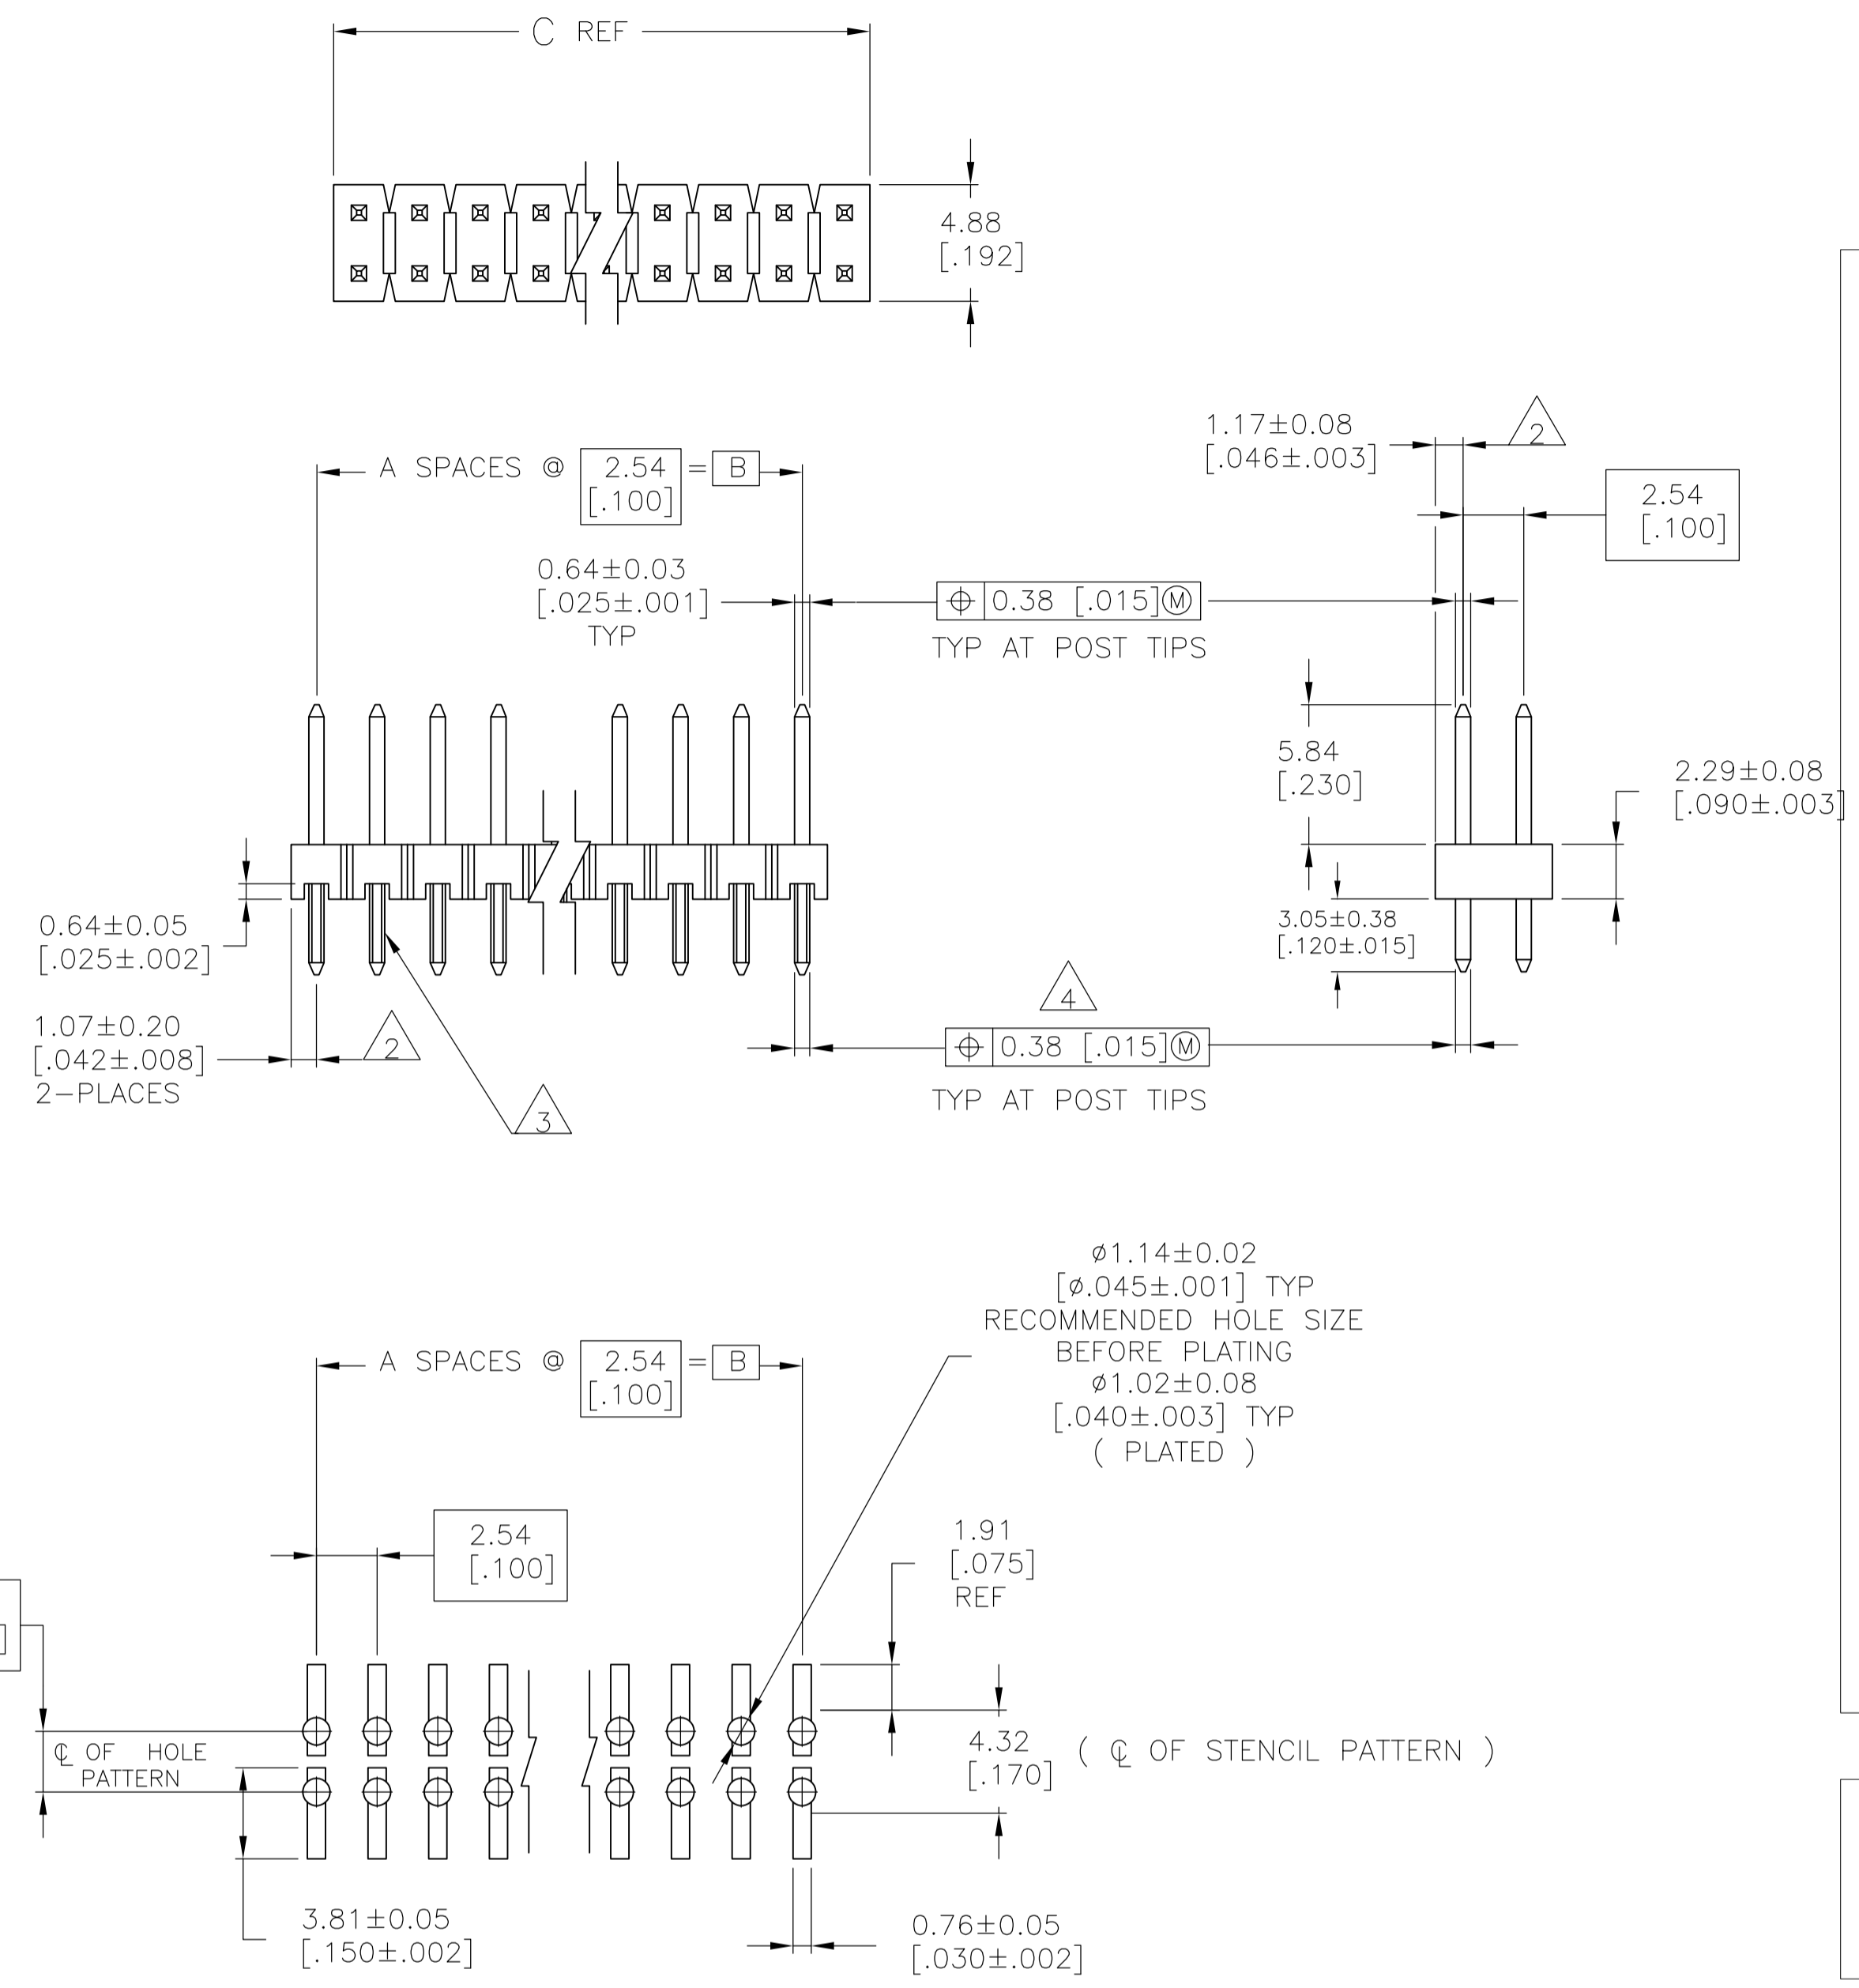 C REF
4.88
[.192]
1.17±0.08
[.046±.003]
2
A SPACES @ 2.54 = B
[.100]
2.54
[.100]
0.64±0.03
[.025±.001]
TYP
0.38 [.015]Ⓜ
TYP AT POST TIPS
5.84
[.230]
2.29±0.08
[.090±.003]
0.64±0.05
[.025±.002]
3.05±0.38
[.120±.015]
1.07±0.20
[.042±.008]
2-PLACES
2
3
4
0.38 [.015]Ⓜ
TYP AT POST TIPS
ø1.14±0.02
[ø.045±.001] TYP
RECOMMENDED HOLE SIZE
BEFORE PLATING
ø1.02±0.08
[.040±.003] TYP
( PLATED )
A SPACES @ 2.54 = B
[.100]
2.54
[.100]
1.91
[.075]
REF
℄ OF HOLE
PATTERN
4.32
[.170]
( ℄ OF STENCIL PATTERN )
3.81±0.05
[.150±.002]
0.76±0.05
[.030±.002]